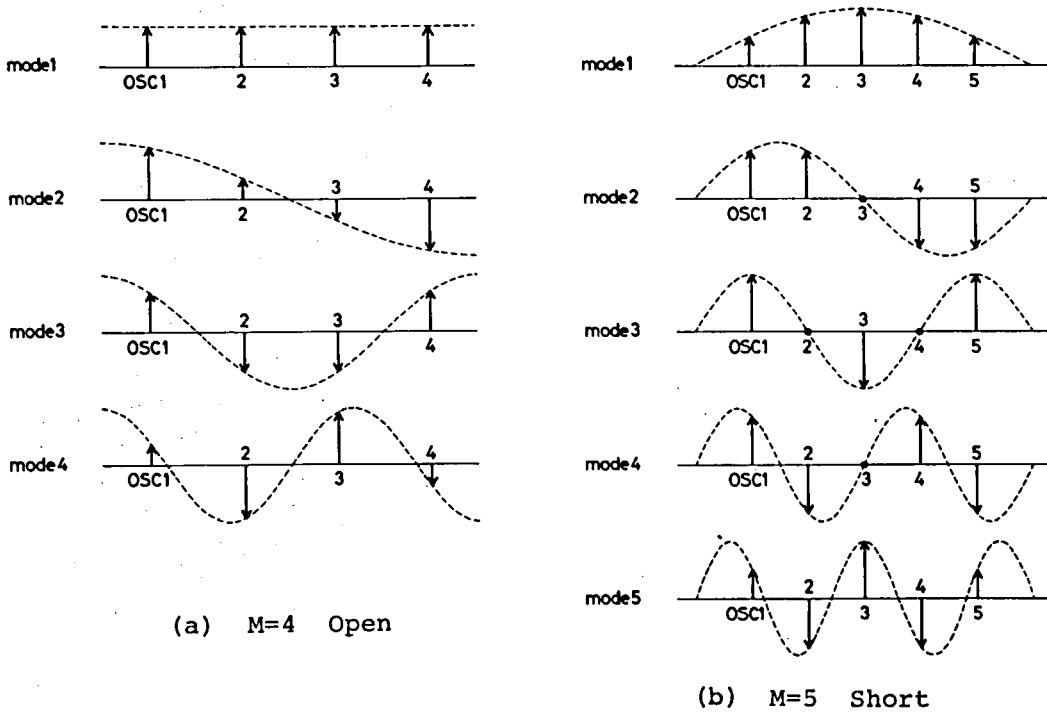 mode1
OSC1 2 3 4
mode2
3 4
OSC1 2
mode3
2 3
OSC1 4
mode4
2 4
OSC1 3
(a) M=4 Open
mode1
OSC1 2 3 4 5
mode2
4 5
OSC1 2 3
mode3
3
OSC1 2 4 5
mode4
2 5
OSC1 3 4
mode5
2 4
OSC1 3 5
(b) M=5 Short